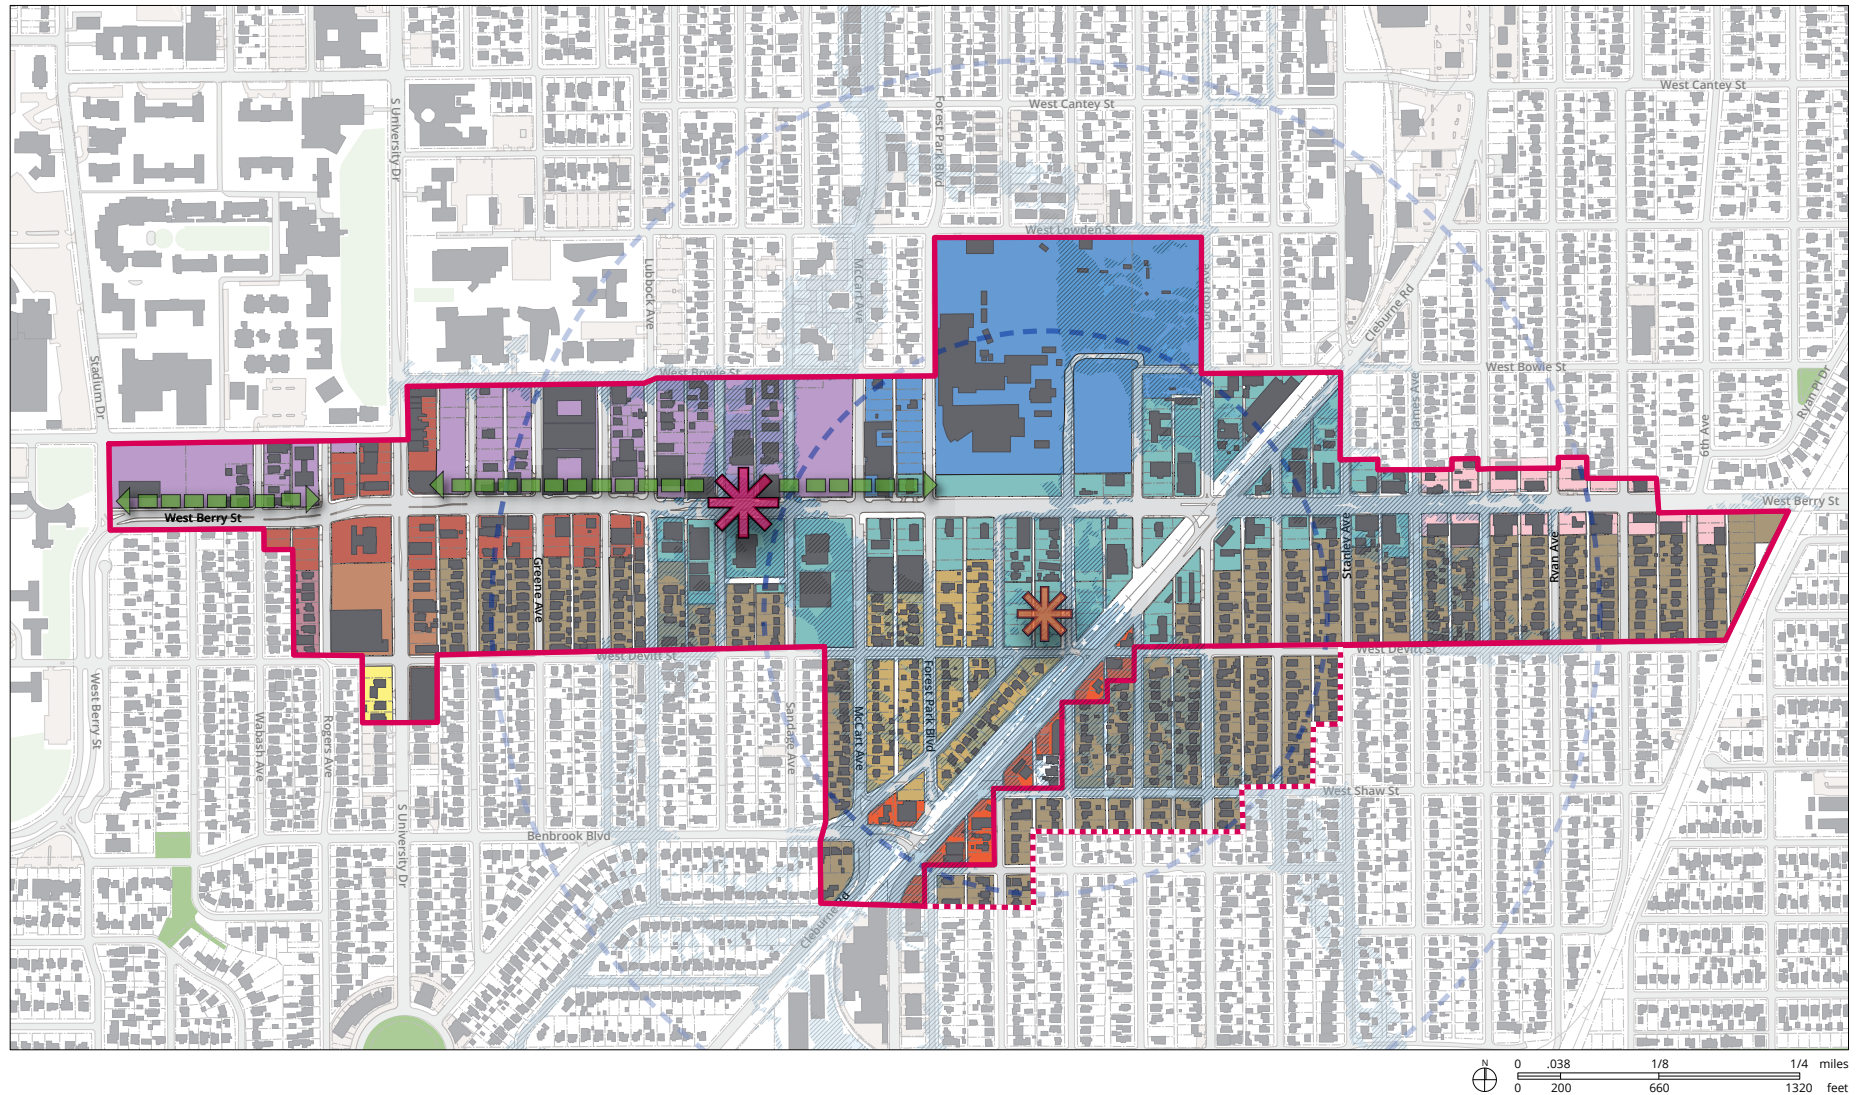 West Cantey St
West Cantey St
S University Dr
Forest Park Blvd
West Lowden St
Lubbock Ave
McCart Ave
Cleburne Rd
Stadium Dr
West Bowie St
West Bowie St
James Ave
Ryan Pl Dr
6th Ave
West Berry St
West Berry St
Greene Ave
Stanley Ave
Ryan Ave
West Devitt St
West Devitt St
West Berry St
Wabash Ave
Rogers Ave
Sandage Ave
McCart Ave
Forest Park Blvd
West Shaw St
S University Dr
Benbrook Blvd
Cleburne Rd
N
0 .038 1/8 1/4 miles
0 200 660 1320 feet